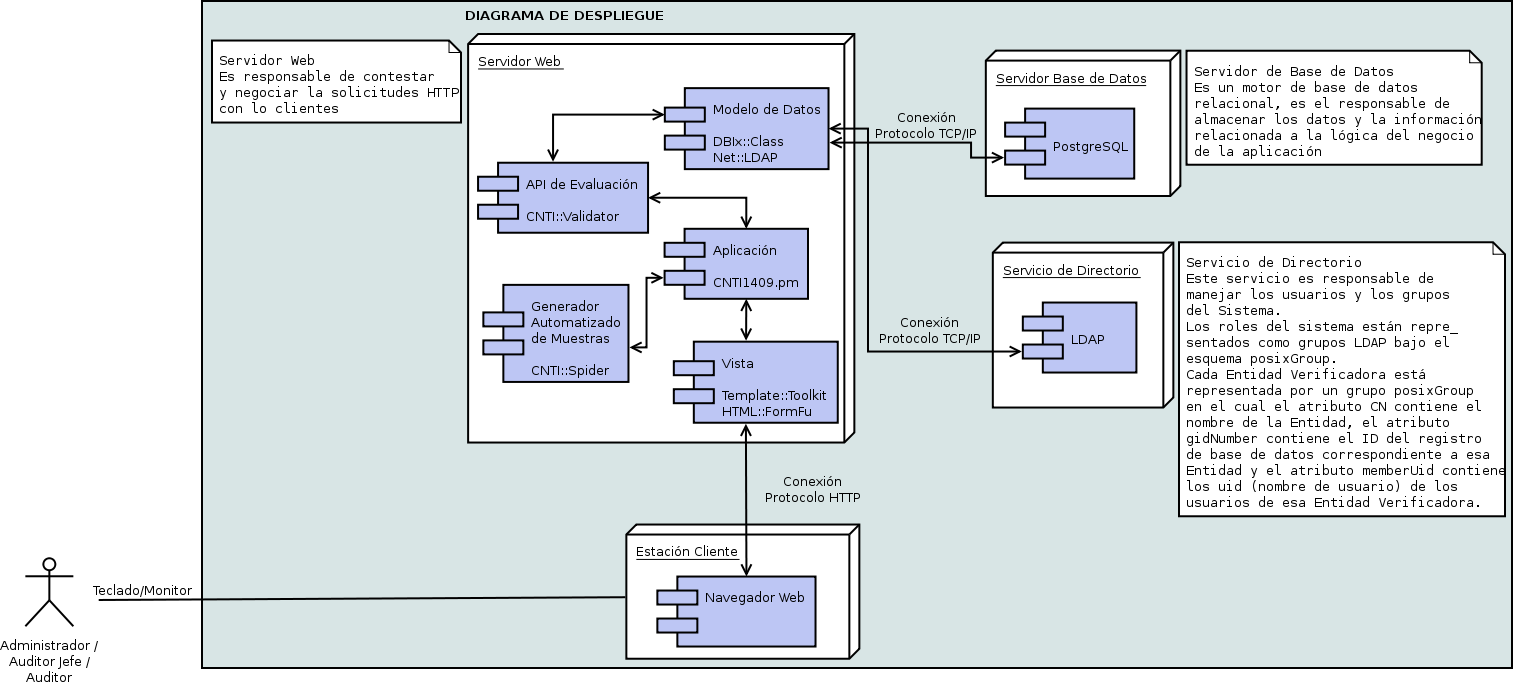 DIAGRAMA DE DESPLIEGUE
Servidor Web
Es responsable de contestar
y negociar la solicitudes HTTP
con lo clientes
Servidor Web
Modelo de Datos
DBIx::Class
Net::LDAP
API de Evaluación
CNTI::Validator
Aplicación
CNTI1409.pm
Generador
Automatizado
de Muestras
CNTI::Spider
Vista
Template::Toolkit
HTML::FormFu
Conexión
Protocolo TCP/IP
Servidor Base de Datos
PostgreSQL
Servidor de Base de Datos
Es un motor de base de datos
relacional, es el responsable de
almacenar los datos y la información
relacionada a la lógica del negocio
de la aplicación
Conexión
Protocolo TCP/IP
Servicio de Directorio
LDAP
Servicio de Directorio
Este servicio es responsable de
manejar los usuarios y los grupos
del Sistema.
Los roles del sistema están repre_
sentados como grupos LDAP bajo el
esquema posixGroup.
Cada Entidad Verificadora está
representada por un grupo posixGroup
en el cual el atributo CN contiene el
nombre de la Entidad, el atributo
gidNumber contiene el ID del registro
de base de datos correspondiente a esa
Entidad y el atributo memberUid contiene
los uid (nombre de usuario) de los
usuarios de esa Entidad Verificadora.
Conexión
Protocolo HTTP
Estación Cliente
Navegador Web
Teclado/Monitor
Administrador /
Auditor Jefe /
Auditor